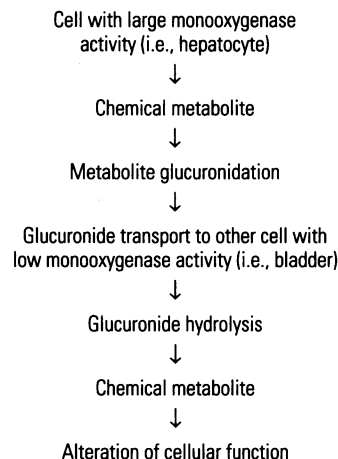 Cell with large monooxygenase
activity (i.e., hepatocyte)
↓
Chemical metabolite
↓
Metabolite glucuronidation
↓
Glucuronide transport to other cell with
low monooxygenase activity (i.e., bladder)
↓
Glucuronide hydrolysis
↓
Chemical metabolite
↓
Alteration of cellular function